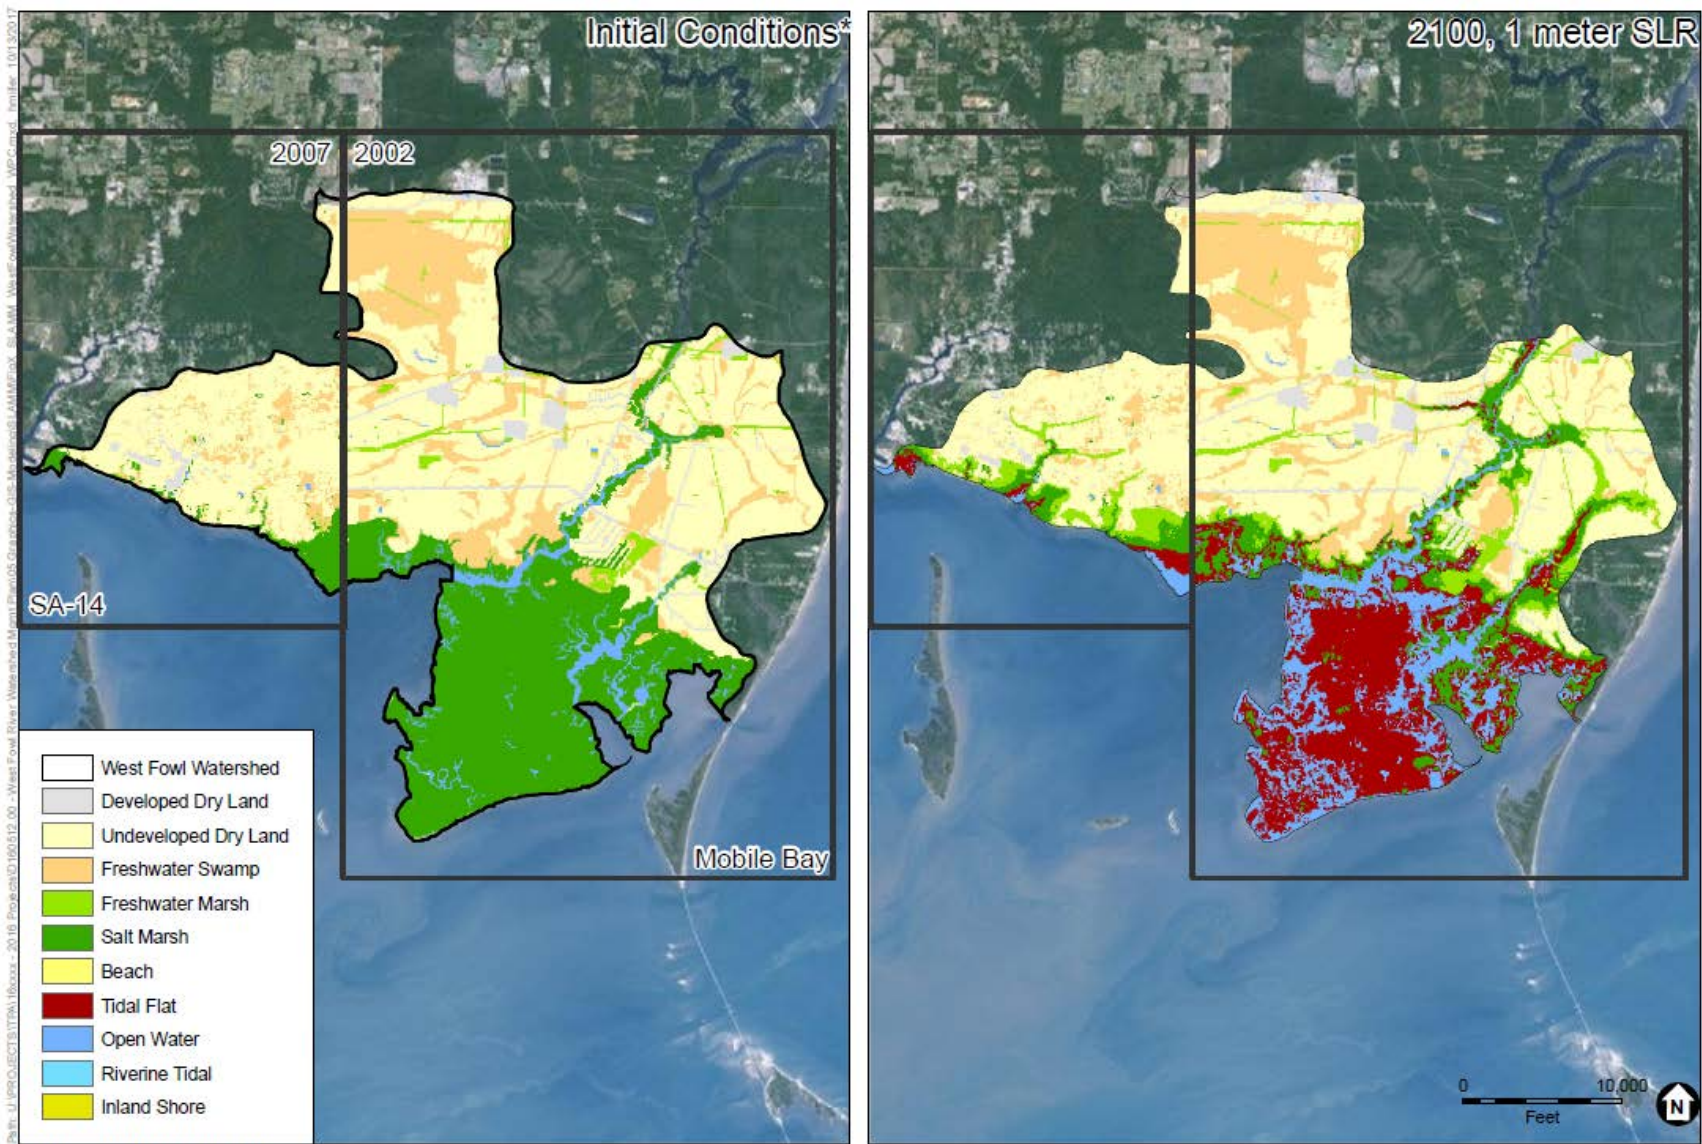 Initial Conditions*
2007
2002
SA-14
Mobile Bay
West Fowl Watershed
Developed Dry Land
Undeveloped Dry Land
Freshwater Swamp
Freshwater Marsh
Salt Marsh
Beach
Tidal Flat
Open Water
Riverine Tidal
Inland Shore
2100, 1 meter SLR
0
10,000
Feet
N